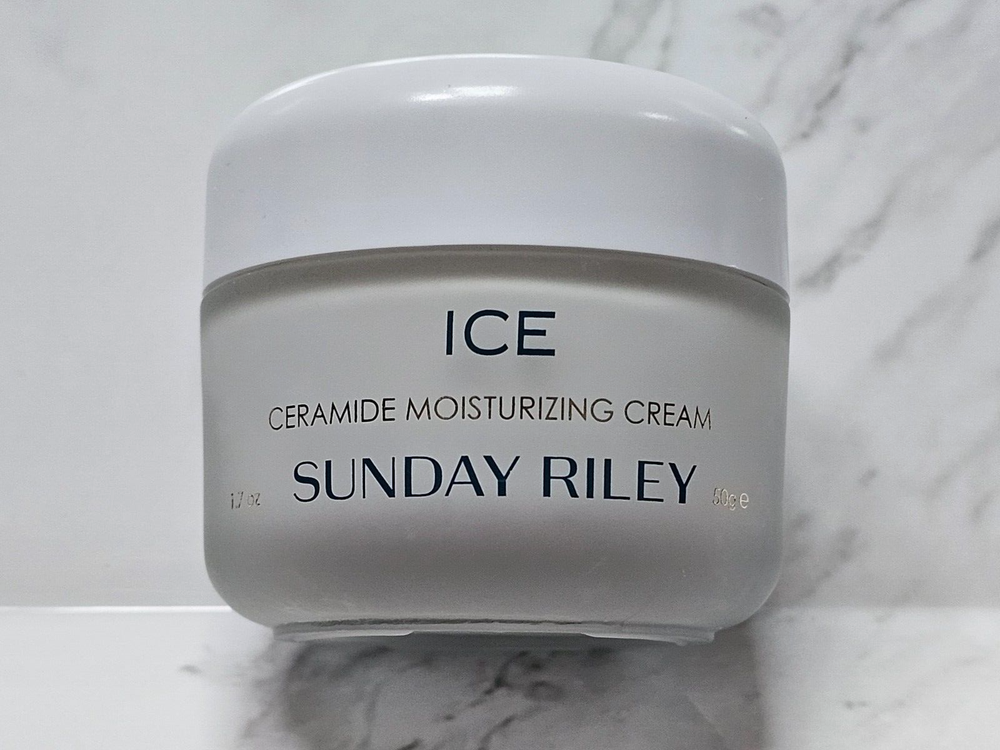 ICE
CERAMIDE MOISTURIZING CREAM
SUNDAY RILEY
1.7 oz
50g e